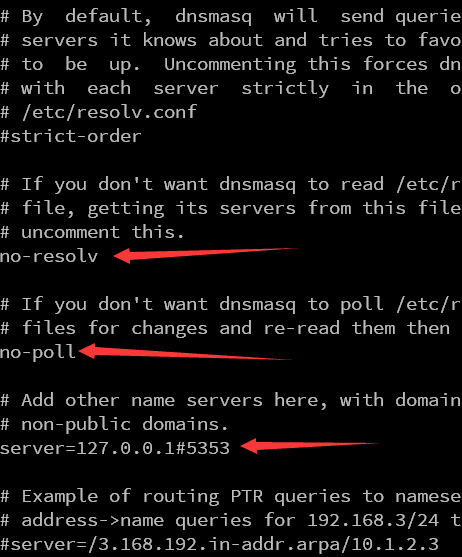 # By  default,  dnsmasq  will  send querie
# servers it knows about and tries to favo
# to  be  up.  Uncommenting this forces dn
# with  each  server  strictly  in  the  o
# /etc/resolv.conf
#strict-order
# If you don't want dnsmasq to read /etc/r
# file, getting its servers from this file
# uncomment this.
no-resolv
# If you don't want dnsmasq to poll /etc/r
# files for changes and re-read them then
no-poll
# Add other name servers here, with domain
# non-public domains.
server=127.0.0.1#5353
# Example of routing PTR queries to namese
# address->name queries for 192.168.3/24 t
#server=/3.168.192.in-addr.arpa/10.1.2.3